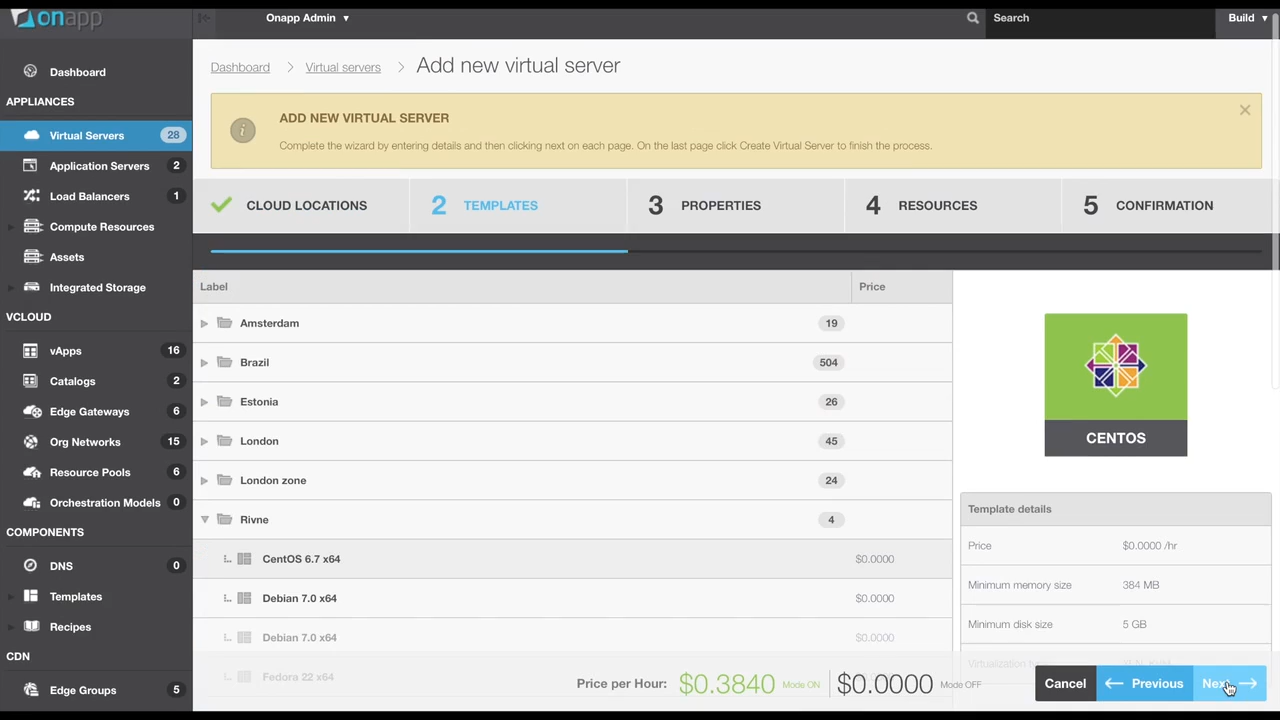 onapp
Onapp Admin
Search
Build
Dashboard
APPLIANCES
Virtual Servers 28
Application Servers 2
Load Balancers 1
Compute Resources
Assets
Integrated Storage
VCLOUD
vApps 16
Catalogs 2
Edge Gateways 6
Org Networks 15
Resource Pools 6
Orchestration Models 0
COMPONENTS
DNS 0
Templates
Recipes
CDN
Edge Groups 5
Dashboard Virtual servers Add new virtual server
ADD NEW VIRTUAL SERVER
Complete the wizard by entering details and then clicking next on each page. On the last page click Create Virtual Server to finish the process.
CLOUD LOCATIONS 2 TEMPLATES 3 PROPERTIES 4 RESOURCES 5 CONFIRMATION
Label Price
Amsterdam 19
Brazil 504
Estonia 26
London 45
London zone 24
Rivne 4
CentOS 6.7 x64 $0.0000
Debian 7.0 x64 $0.0000
Debian 7.0 x64 $0.0000
Fedora 22 x64
CENTOS
Template details
Price $0.0000 /hr
Minimum memory size 384 MB
Minimum disk size 5 GB
Price per Hour: $0.3840 Mode ON $0.0000 Mode OFF
Cancel Previous Next